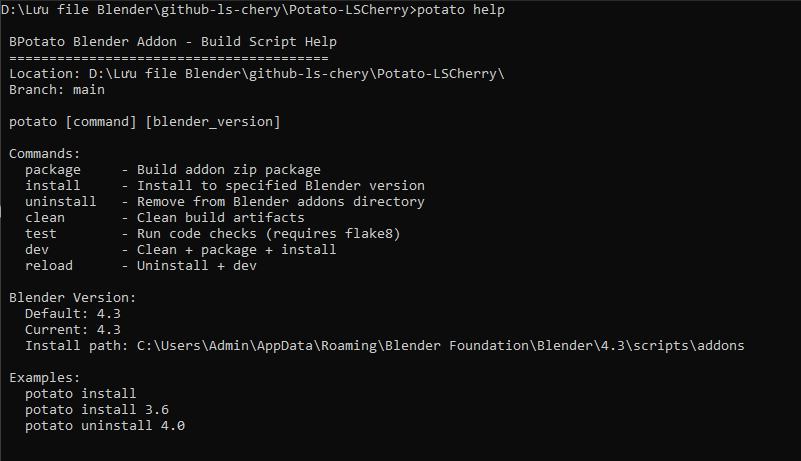 D:\Lưu file Blender\github-ls-chery\Potato-LSCherry>potato help
BPotato Blender Addon - Build Script Help
========================================
Location: D:\Lưu file Blender\github-ls-chery\Potato-LSCherry\
Branch: main
potato [command] [blender_version]
Commands:
package - Build addon zip package
install - Install to specified Blender version
uninstall - Remove from Blender addons directory
clean - Clean build artifacts
test - Run code checks (requires flake8)
dev - Clean + package + install
reload - Uninstall + dev
Blender Version:
Default: 4.3
Current: 4.3
Install path: C:\Users\Admin\AppData\Roaming\Blender Foundation\Blender\4.3\scripts\addons
Examples:
potato install
potato install 3.6
potato uninstall 4.0